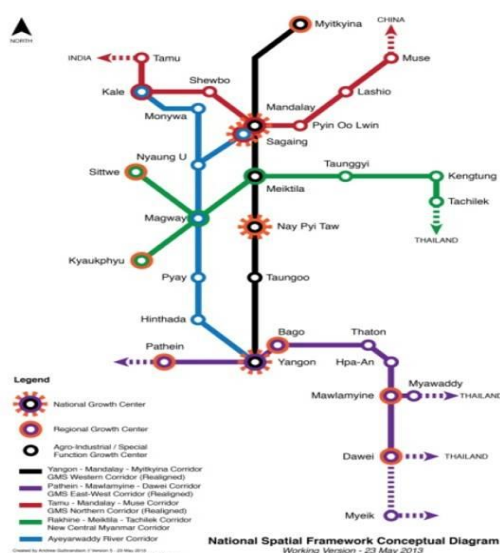 NORTH
Myitkyina
CHINA
INDIA
Tamu
Muse
Shewbo
Kale
Lashio
Monywa
Mandalay
Pyin Oo Lwin
Sagaing
Nyaung U
Taunggyi
Sittwe
Kengtung
Meiktila
Tachilek
Magway
Nay Pyi Taw
THAILAND
Kyaukphyu
Pyay
Taungoo
Hinthada
Bago
Thaton
Pathein
Yangon
Hpa-An
Myawaddy
Mawlamyine
THAILAND
Dawei
THAILAND
Myeik
Legend
National Growth Center
Regional Growth Center
Agro-Industrial / Special
Function Growth Center
Yangon - Mandalay - Myitkyina Corridor
GMS Western Corridor (Realigned)
Pathein - Mawlamyine - Dawei Corridor
GMS East-West Corridor (Realigned)
Tamu - Mandalay - Muse Corridor
GMS Northern Corridor (Realigned)
Rakhine - Meiktila - Tachilek Corridor
New Central Myanmar Corridor
Ayeyarwaddy River Corridor
National Spatial Framework Conceptual Diagram
Working Version - 23 May 2013